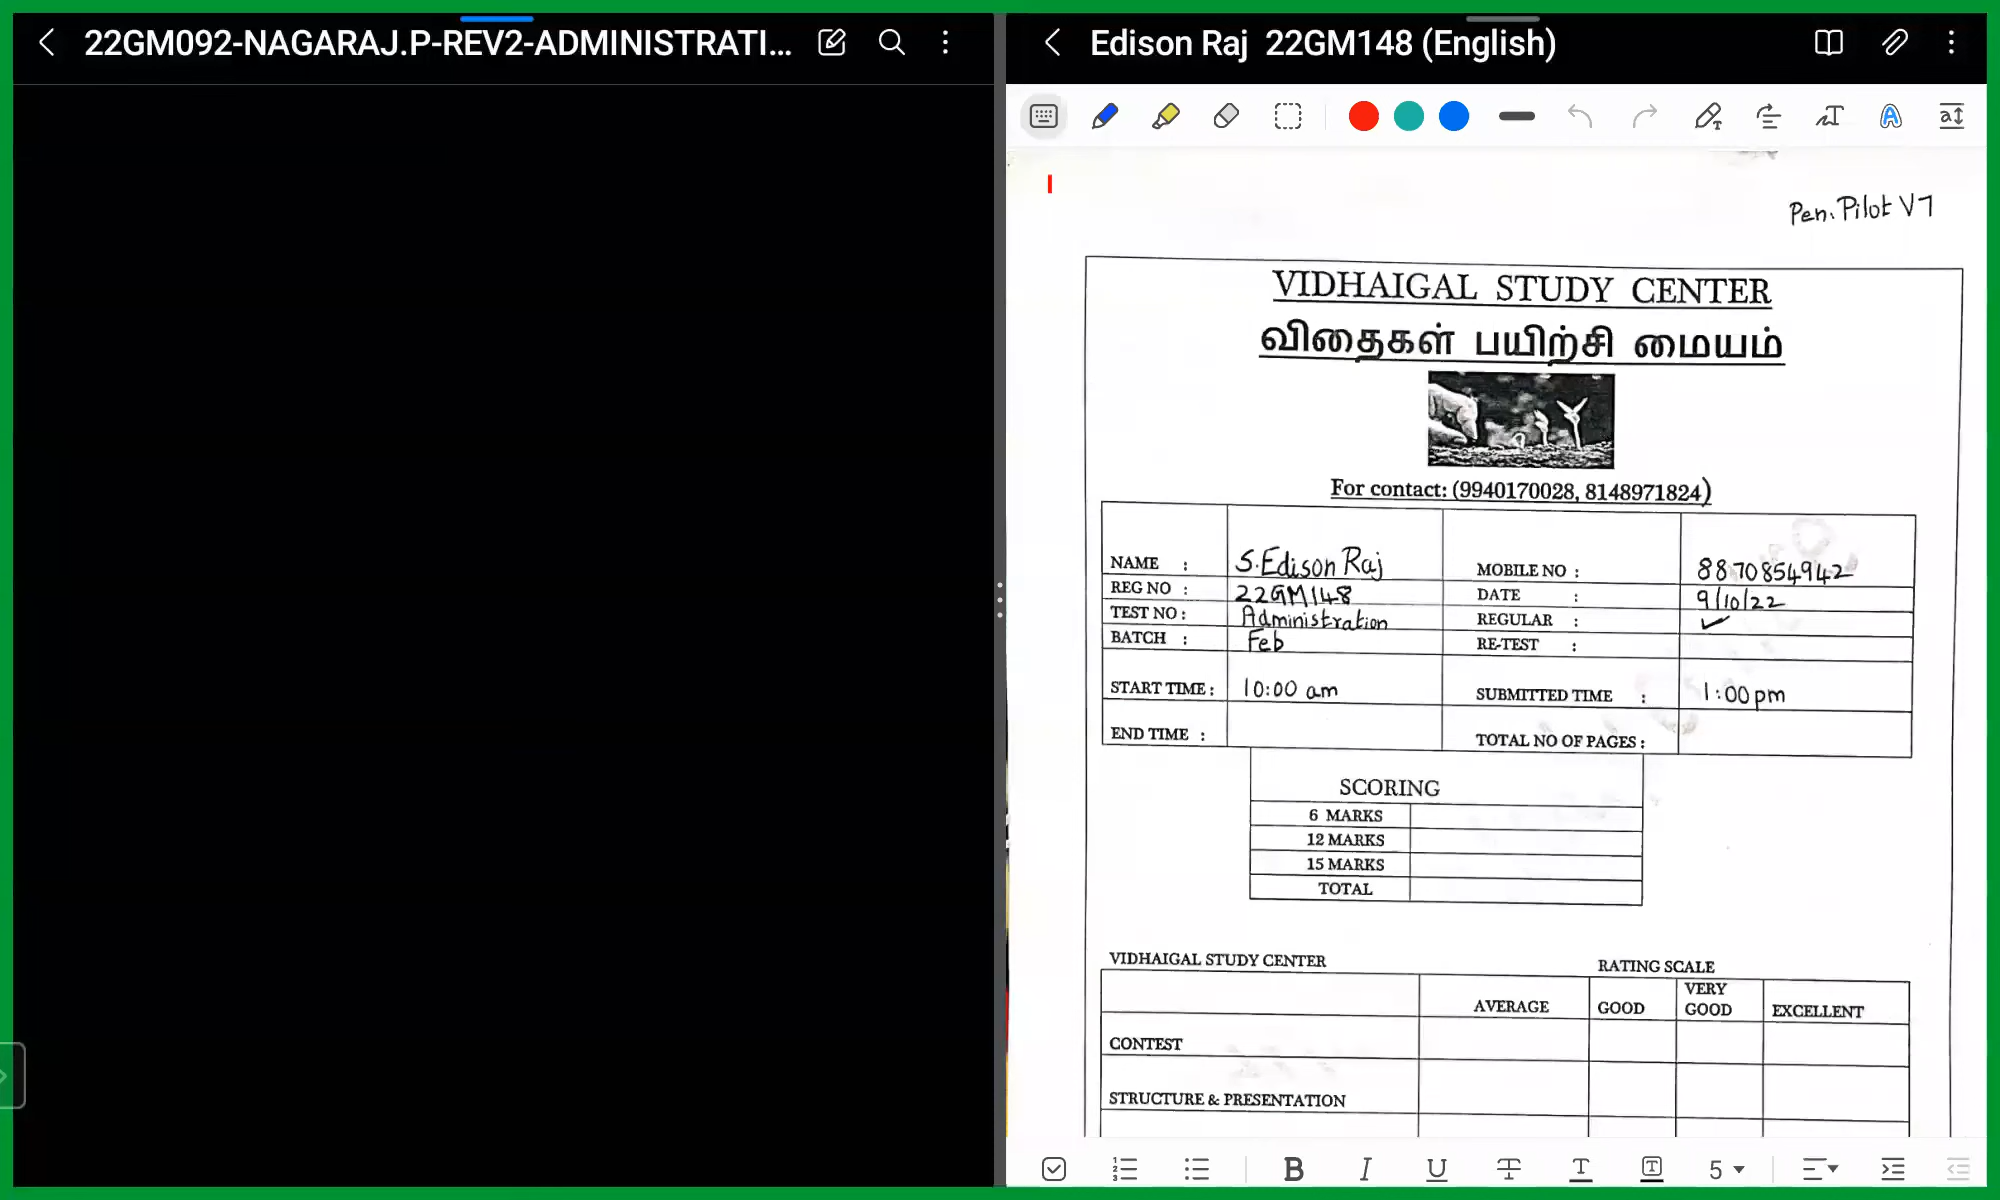 22GM092-NAGARAJ.P-REV2-ADMINISTRATI...
Edison Raj 22GM148 (English)
Pen. Pilot V7
VIDHAIGAL STUDY CENTER
விதைகள் பயிற்சி மையம்
For contact: (9940170028, 8148971824)
NAME : S. Edison Raj MOBILE NO : 8870854942
REG NO : 22GM148 DATE : 9/10/22
TEST NO : Administration REGULAR : ✓
BATCH : Feb RE-TEST :
START TIME : 10:00 am SUBMITTED TIME : 1:00pm
END TIME : TOTAL NO OF PAGES :
SCORING
6 MARKS
12 MARKS
15 MARKS
TOTAL
VIDHAIGAL STUDY CENTER RATING SCALE
AVERAGE GOOD VERY GOOD EXCELLENT
CONTEST
STRUCTURE & PRESENTATION
B I U T T T 5